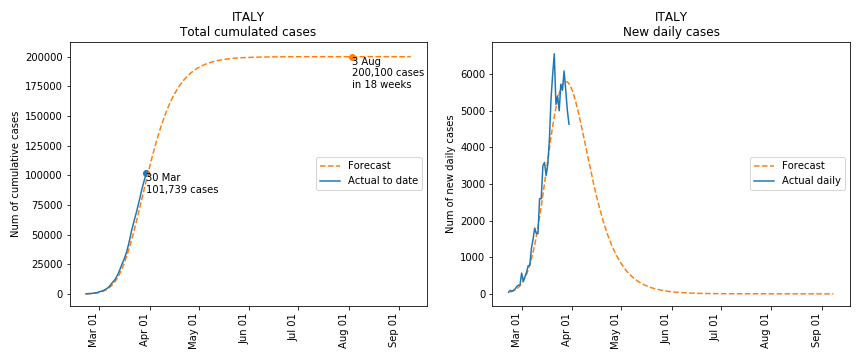 ITALY
Total cumulated cases
Num of cumulative cases
200000
175000
150000
125000
100000
75000
50000
25000
0
3 Aug
200,100 cases
in 18 weeks
30 Mar
101,739 cases
Forecast
Actual to date
Mar 01
Apr 01
May 01
Jun 01
Jul 01
Aug 01
Sep 01
ITALY
New daily cases
Num of new daily cases
6000
5000
4000
3000
2000
1000
0
Forecast
Actual daily
Mar 01
Apr 01
May 01
Jun 01
Jul 01
Aug 01
Sep 01